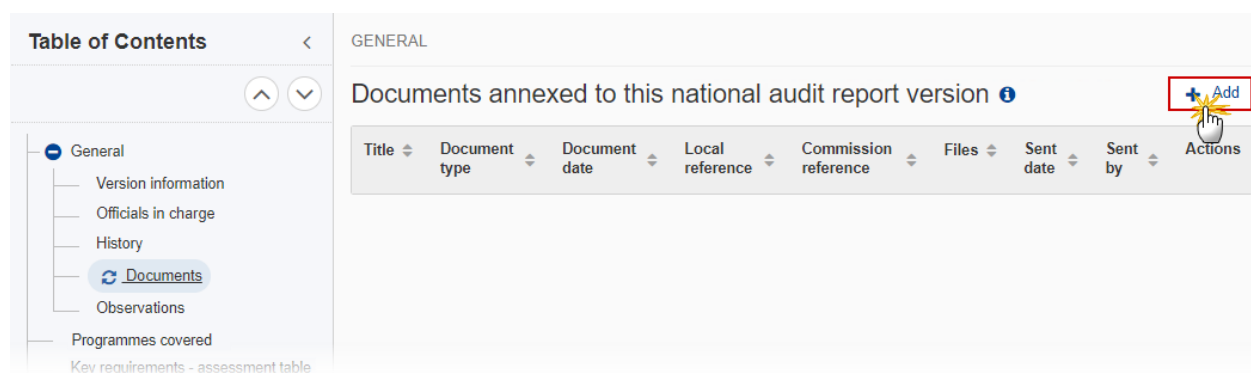 Table of Contents
General
Version information
Officials in charge
History
Documents
Observations
Programmes covered
Key requirements - assessment table
GENERAL
Documents annexed to this national audit report version
Add
Title
Document type
Document date
Local reference
Commission reference
Files
Sent date
Sent by
Actions